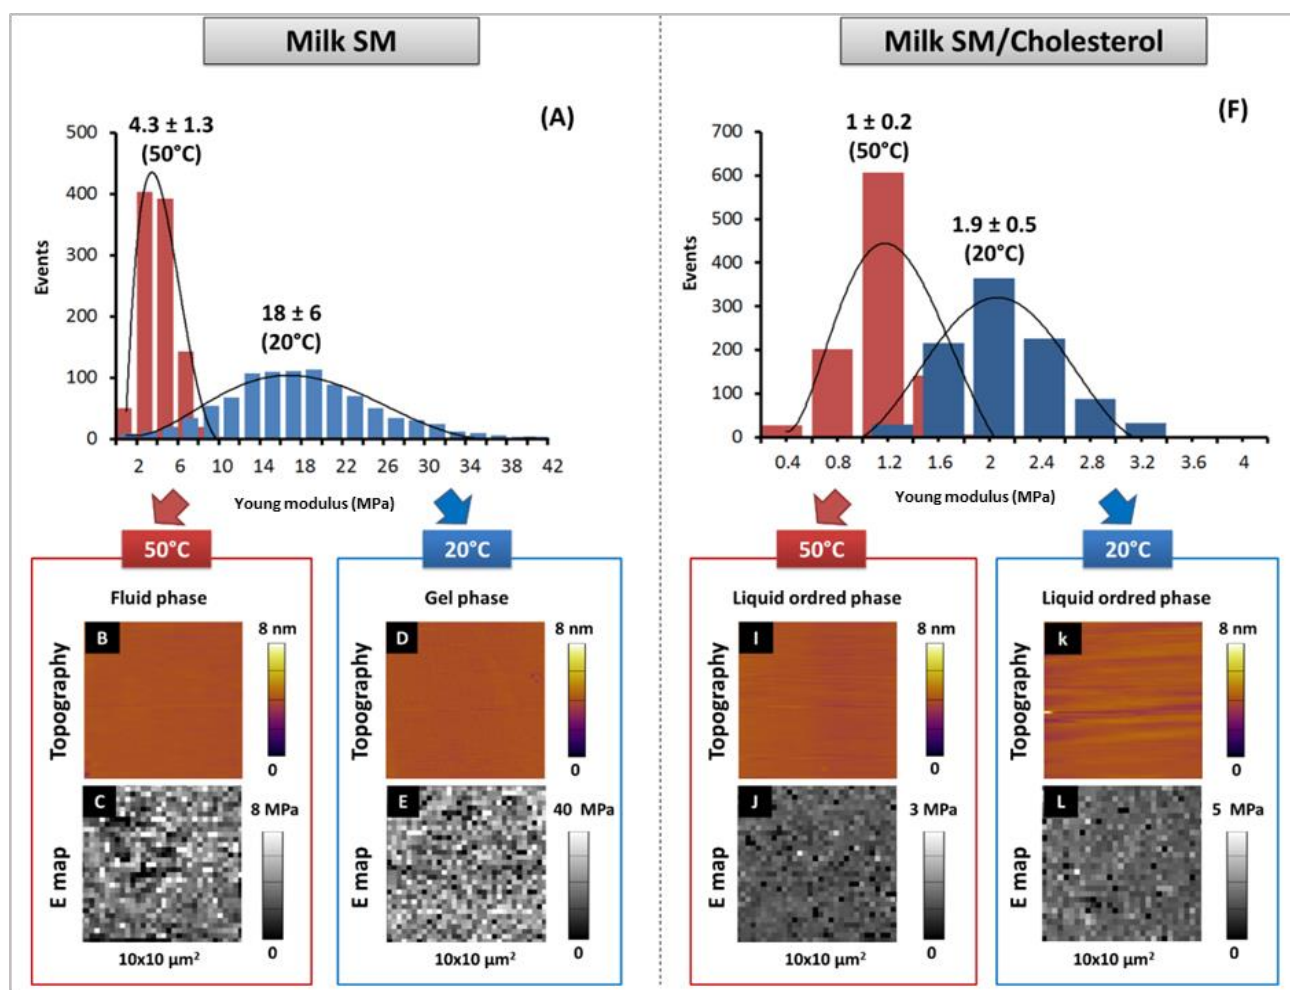 Milk SM
Milk SM/Cholesterol
(A)
4.3 ± 1.3
(50°C)
18 ± 6
(20°C)
500
400
300
200
100
0
Events
2 6 10 14 18 22 26 30 34 38 42
Young modulus (MPa)
(F)
1 ± 0.2
(50°C)
1.9 ± 0.5
(20°C)
700
600
500
400
300
200
100
0
Events
0.4 0.8 1.2 1.6 2 2.4 2.8 3.2 3.6 4
Young modulus (MPa)
50°C
Fluid phase
Topography
B
8 nm
0
E map
C
8 MPa
0
10x10 µm²
20°C
Gel phase
Topography
D
8 nm
0
E map
E
40 MPa
0
10x10 µm²
50°C
Liquid ordred phase
Topography
I
8 nm
0
E map
J
3 MPa
0
10x10 µm²
20°C
Liquid ordred phase
Topography
k
8 nm
0
E map
L
5 MPa
0
10x10 µm²